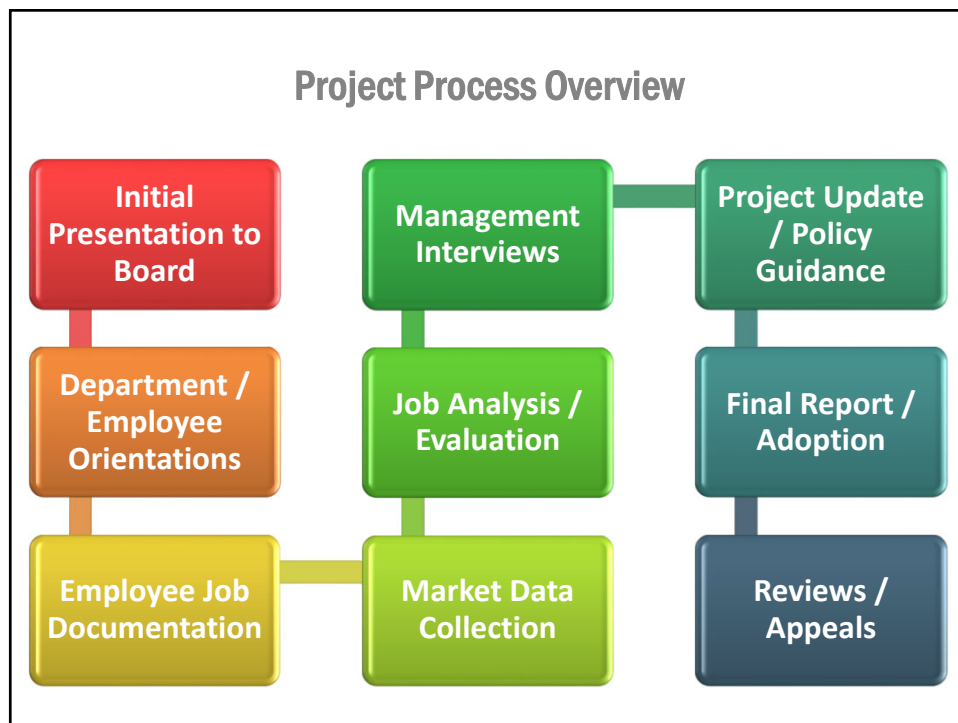 Project Process Overview
Initial
Presentation to
Board
Department /
Employee
Orientations
Employee Job
Documentation
Market Data
Collection
Job Analysis /
Evaluation
Management
Interviews
Project Update
/ Policy
Guidance
Final Report /
Adoption
Reviews /
Appeals